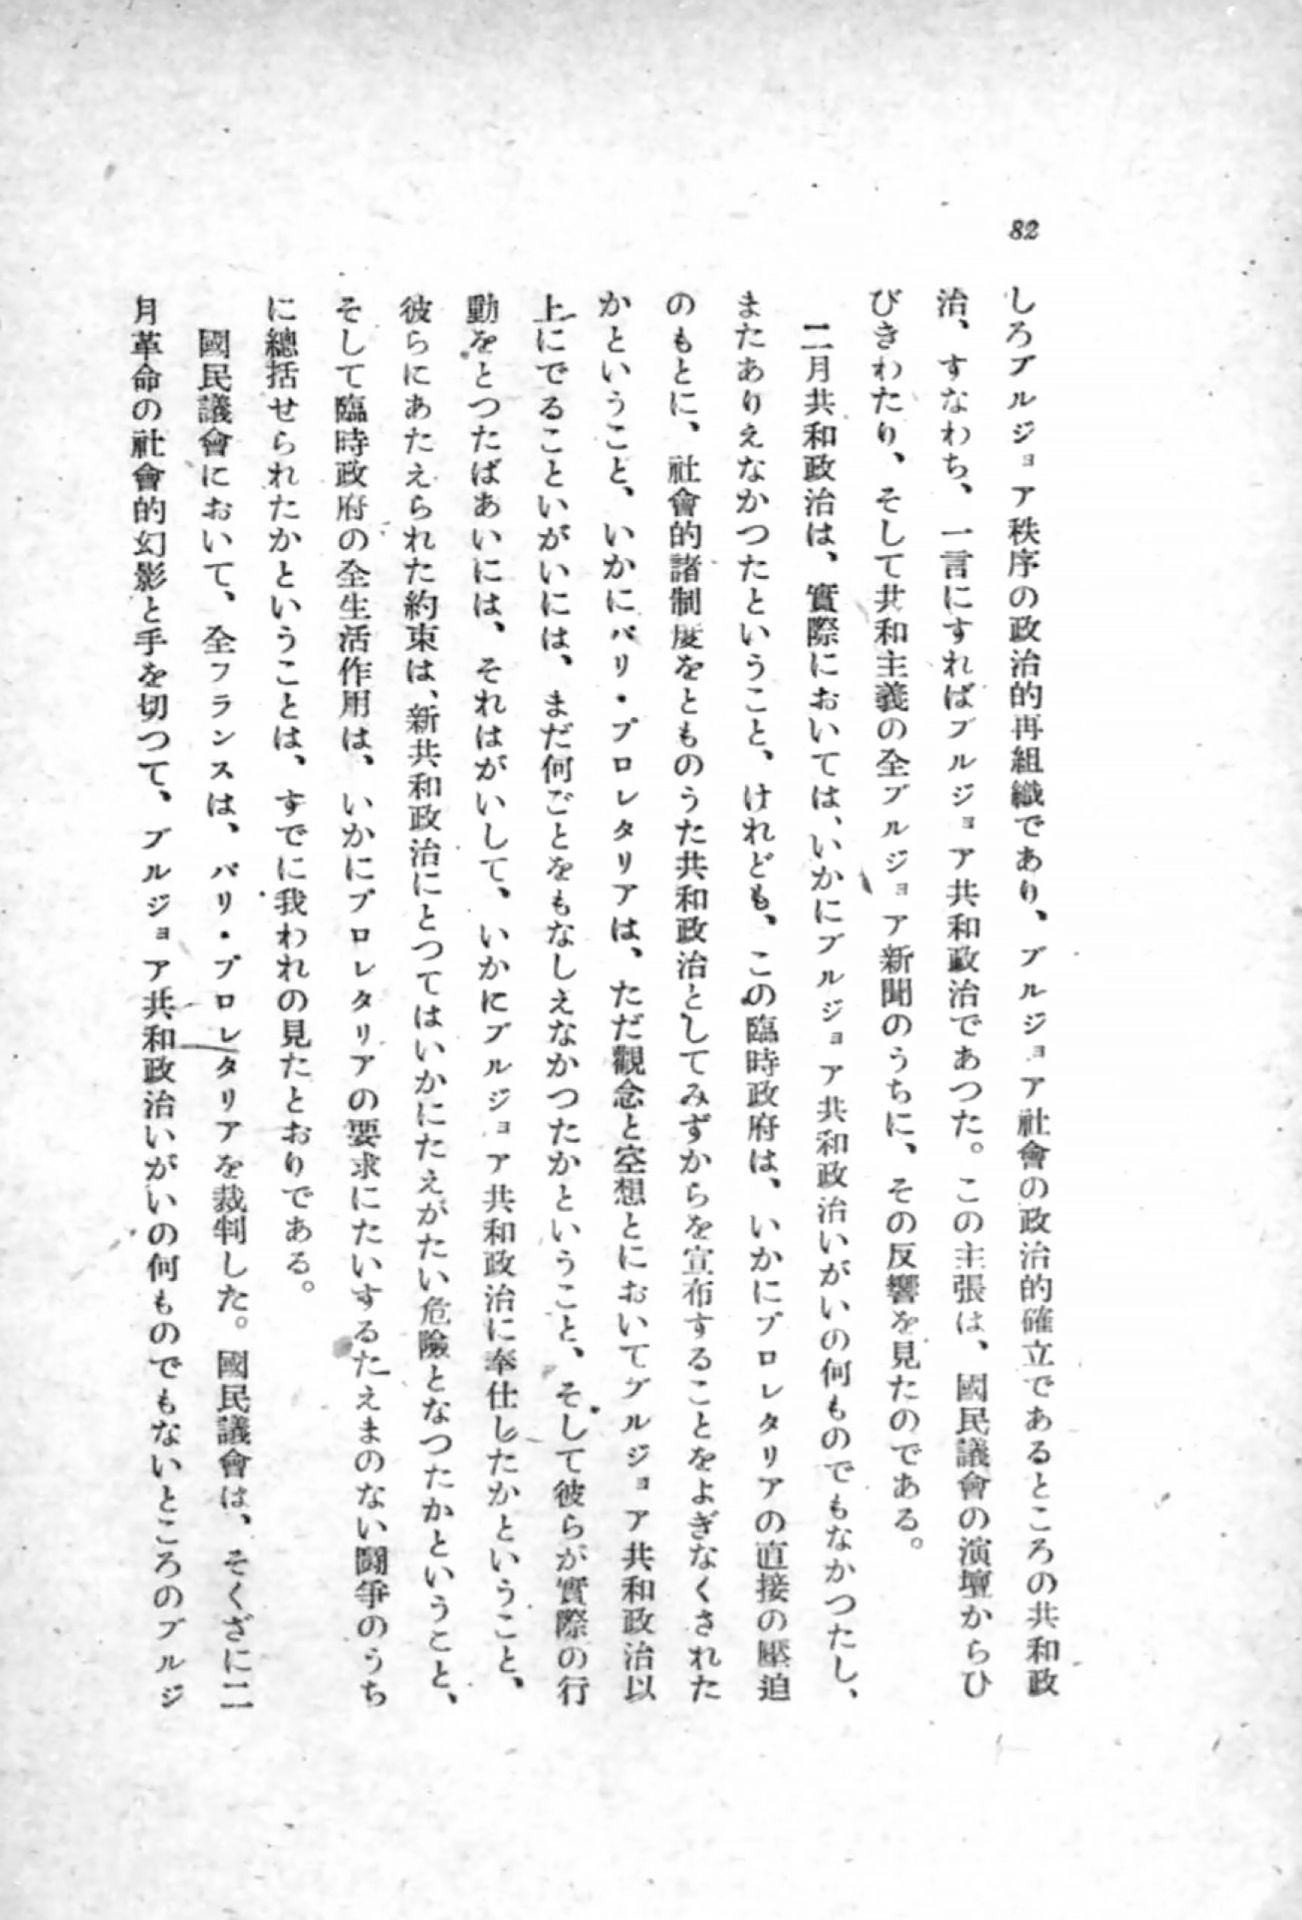 82
しろブルジョア秩序の政治的再組織であり、ブルジョア社會の政治的確立であるところの共和政
治、すなわち、一言にすればブルジョア共和政治であつた。この主張は、國民議會の演壇からひ
びきわたり、そして共和主義の全ブルジョア新聞のうちに、その反響を見たのである。
二月共和政治は、實際においては、いかにブルジョア共和政治いがいの何ものでもなかつたし、
またありえなかつたということ、けれども、この臨時政府は、いかにプロレタリアの直接の壓迫
のもとに、社會的諸制度をとものうた共和政治としてみずからを宣布することをよぎなくされた
かということ、いかにパリ・プロレタリアは、ただ觀念と空想とにおいてブルジョア共和政治以
上にでることいがいには、まだ何ごとをもなしえなかつたかということ、そして彼らが實際の行
動をとつたばあいには、それはがいして、いかにブルジョア共和政治に奉仕したかということ、
彼らにあたえられた約束は、新共和政治にとつてはいかにたえがたい危險となつたかということ、
そして臨時政府の全生活作用は、いかにプロレタリアの要求にたいするたえまのない鬪爭のうち
に總括せられたかということは、すでに我われの見たとおりである。
國民議會において、全フランスは、パリ・プロレタリアを裁判した。國民議會は、そくざに二
月革命の社會的幻影と手を切つて、ブルジョア共和政治いがいの何ものでもないところのブルジ